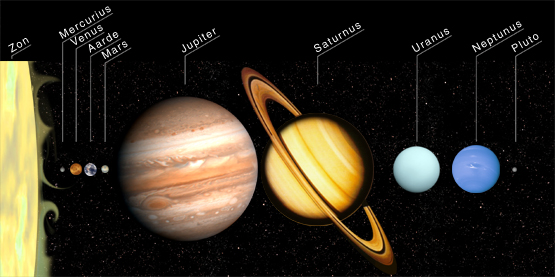 Zon
Mercurius
Venus
Aarde
Mars
Jupiter
Saturnus
Uranus
Neptunus
Pluto